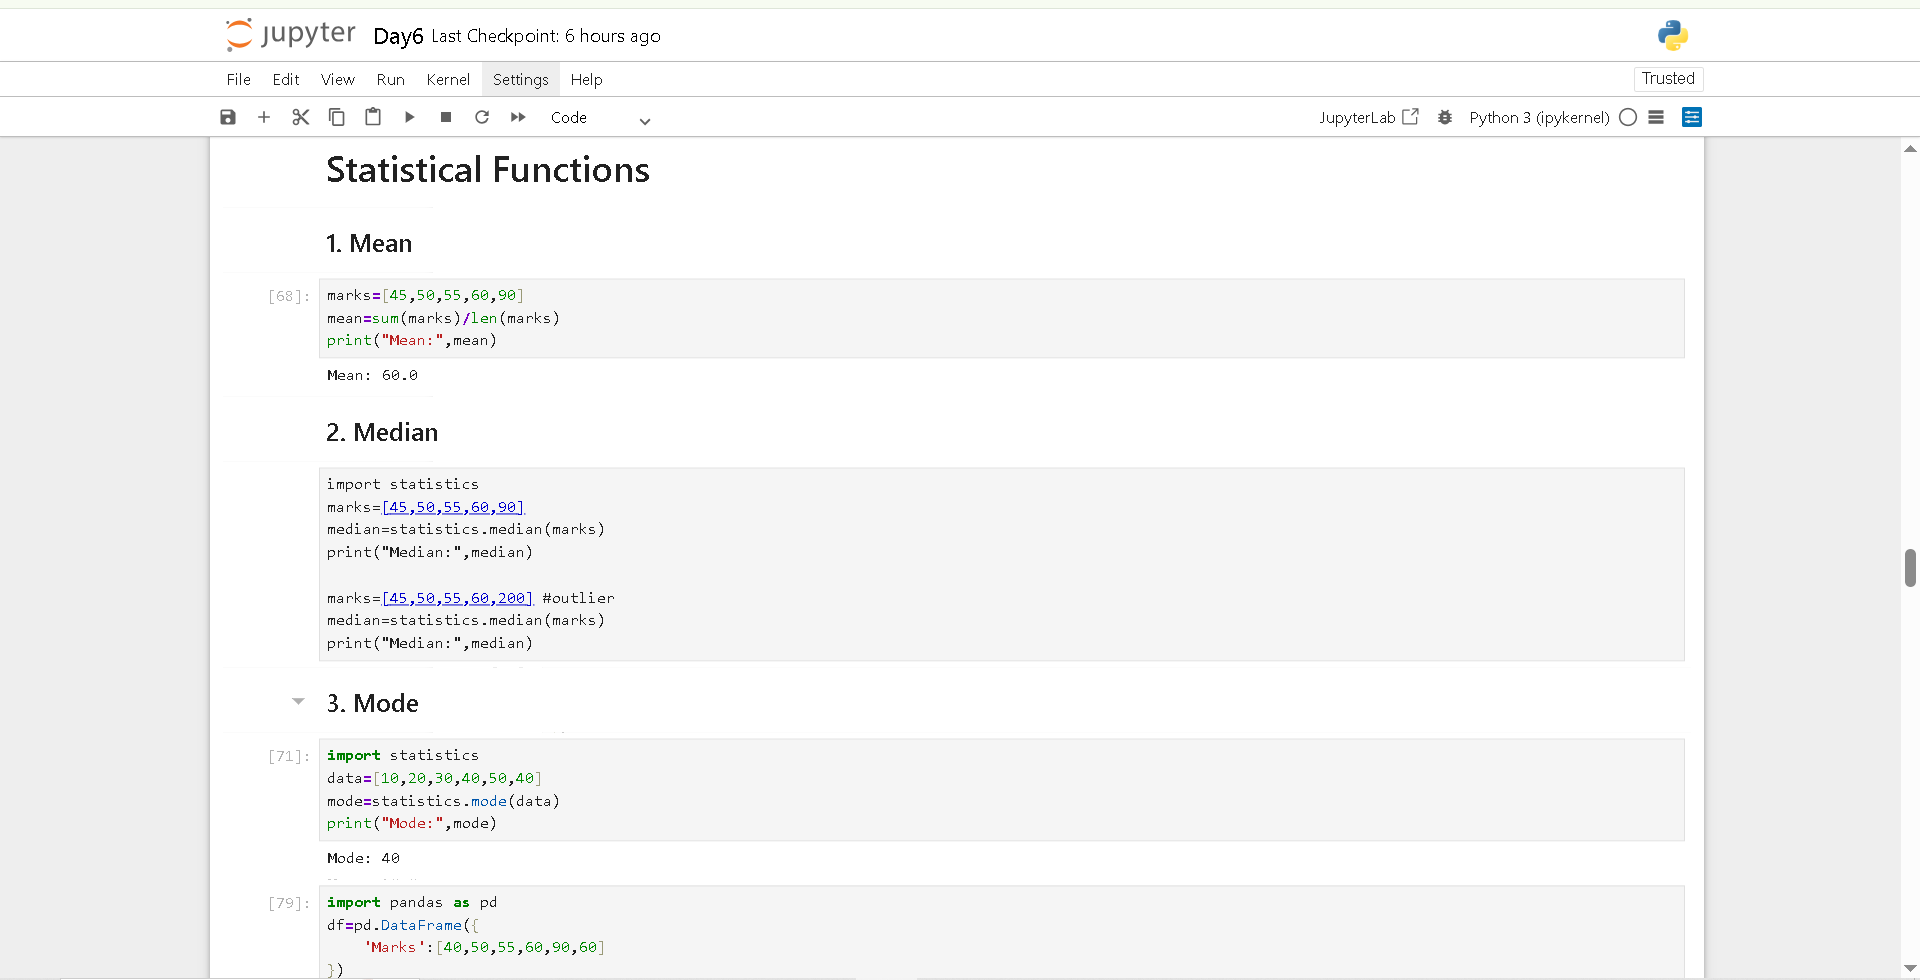 jupyter Day6 Last Checkpoint: 6 hours ago
File Edit View Run Kernel Settings Help Trusted
Code JupyterLab Python 3 (ipykernel)
Statistical Functions
1. Mean
[68]: marks=[45,50,55,60,90]
mean=sum(marks)/len(marks)
print("Mean:",mean)
Mean: 60.0
2. Median
import statistics
marks=[45,50,55,60,90]
median=statistics.median(marks)
print("Median:",median)
marks=[45,50,55,60,200] #outlier
median=statistics.median(marks)
print("Median:",median)
3. Mode
[71]: import statistics
data=[10,20,30,40,50,40]
mode=statistics.mode(data)
print("Mode:",mode)
Mode: 40
[79]: import pandas as pd
df=pd.DataFrame({
'Marks':[40,50,55,60,90,60]
})